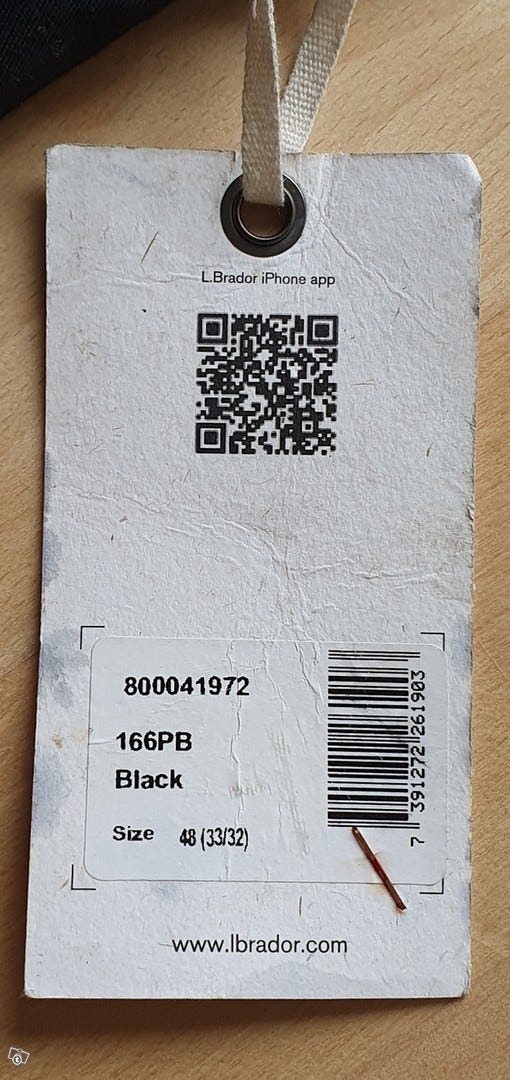 L.Brador iPhone app
800041972
166PB
Black
Size 48 (33/32)
7 391272 261903
www.lbrador.com